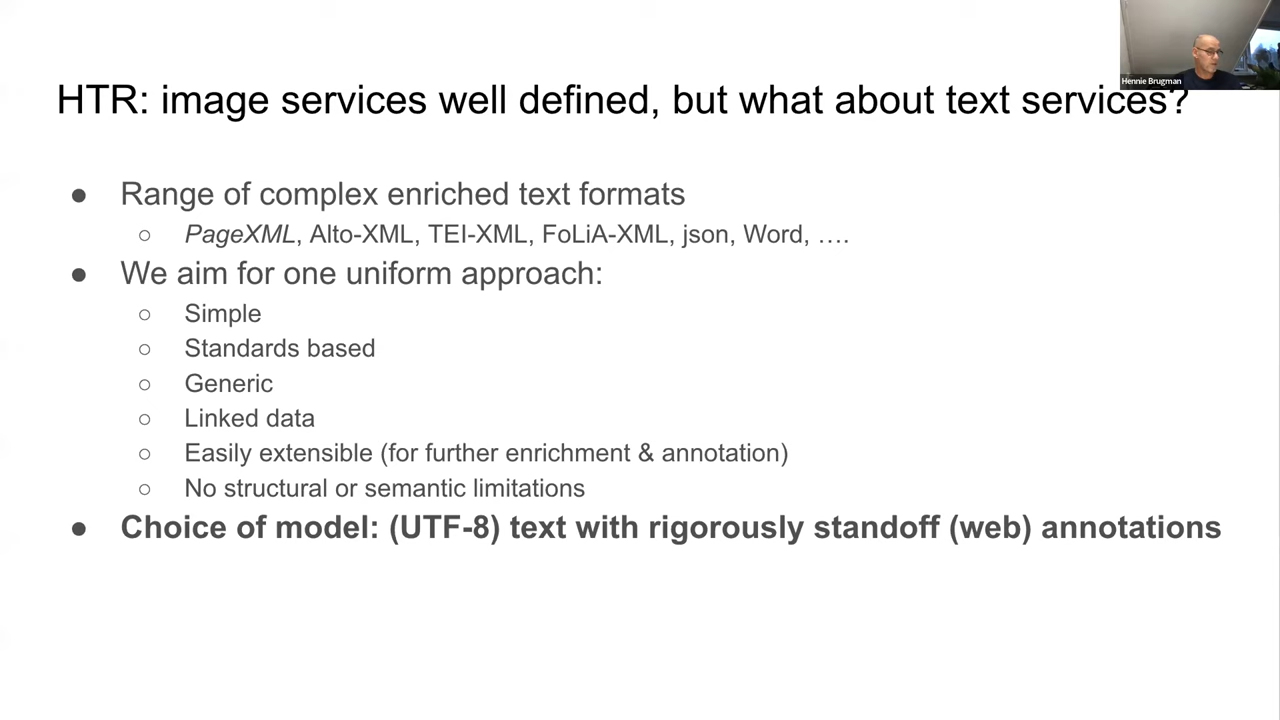 Hennie Brugman
HTR: image services well defined, but what about text services?
● Range of complex enriched text formats
○ PageXML, Alto-XML, TEI-XML, FoLiA-XML, json, Word, ….
● We aim for one uniform approach:
○ Simple
○ Standards based
○ Generic
○ Linked data
○ Easily extensible (for further enrichment & annotation)
○ No structural or semantic limitations
● Choice of model: (UTF-8) text with rigorously standoff (web) annotations